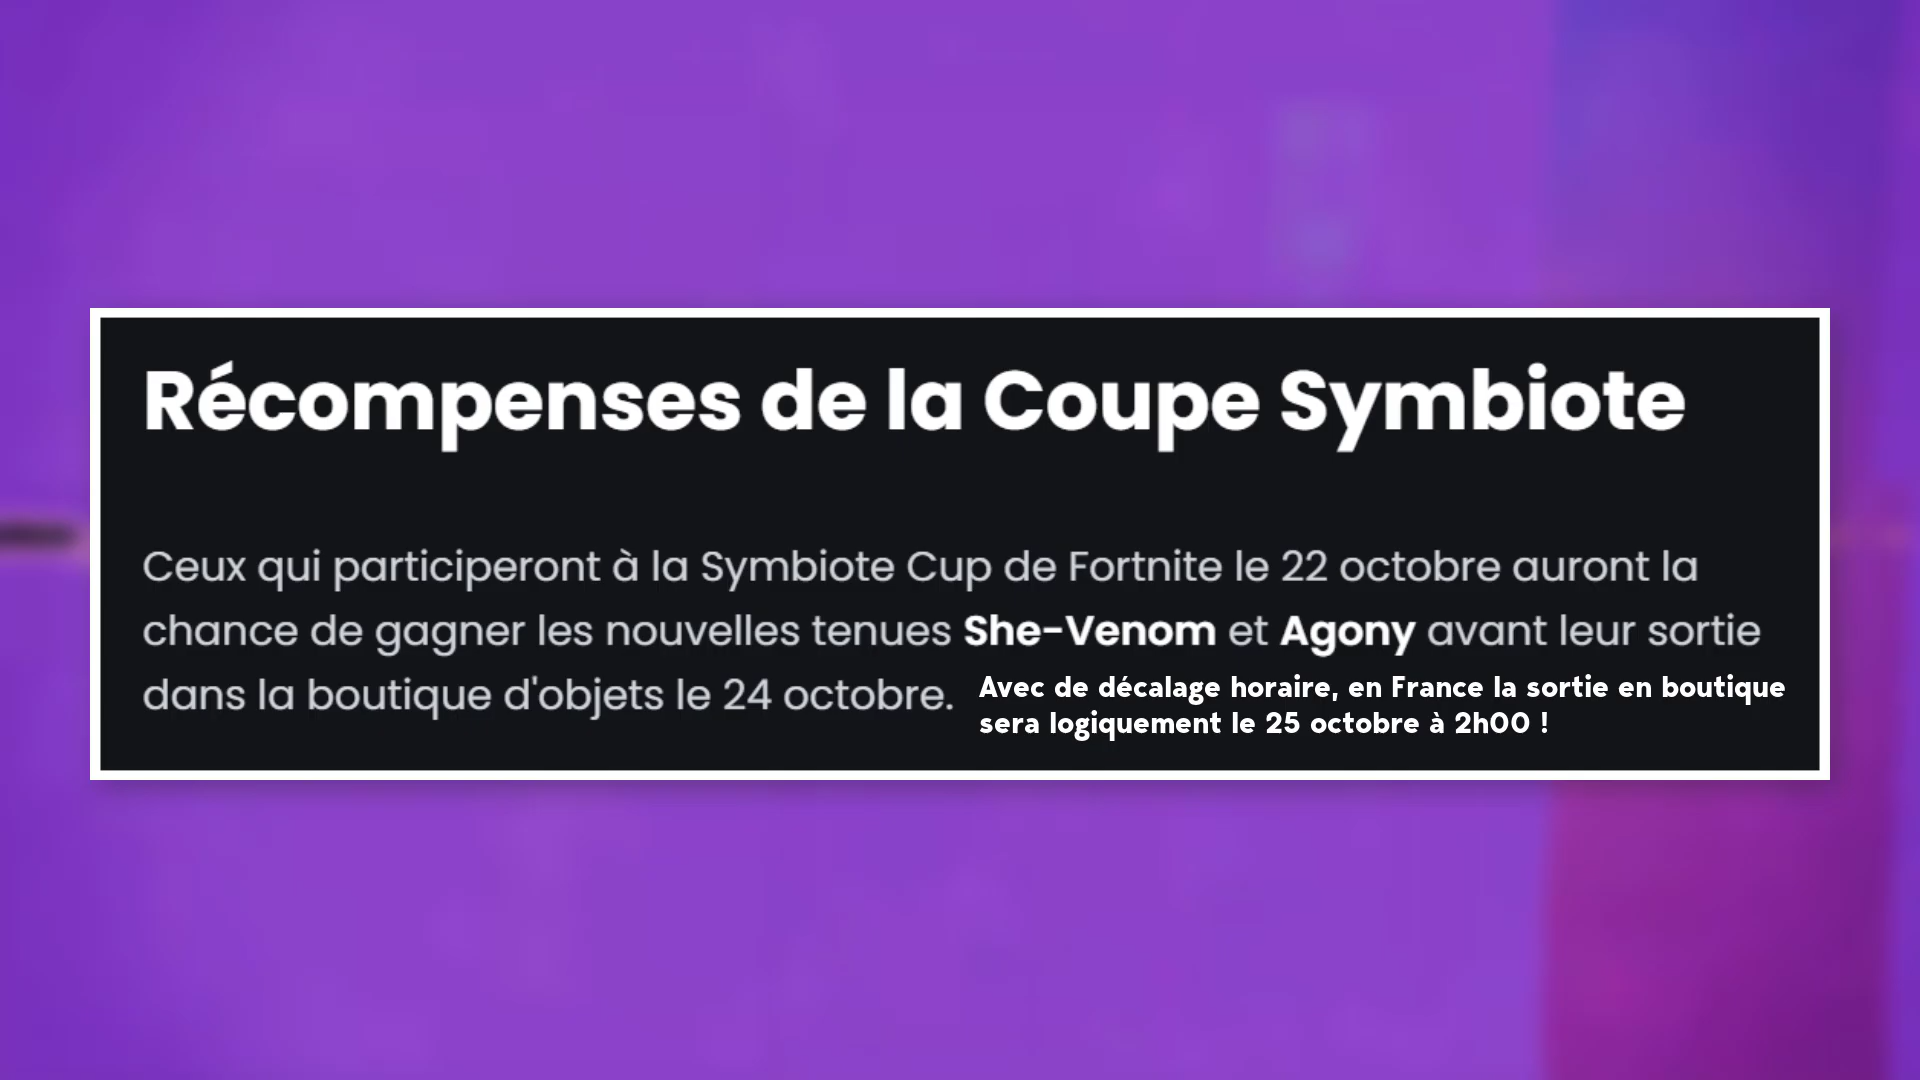 Récompenses de la Coupe Symbiote
Ceux qui participeront à la Symbiote Cup de Fortnite le 22 octobre auront la
chance de gagner les nouvelles tenues She-Venom et Agony avant leur sortie
dans la boutique d'objets le 24 octobre.
Avec de décalage horaire, en France la sortie en boutique
sera logiquement le 25 octobre à 2h00 !